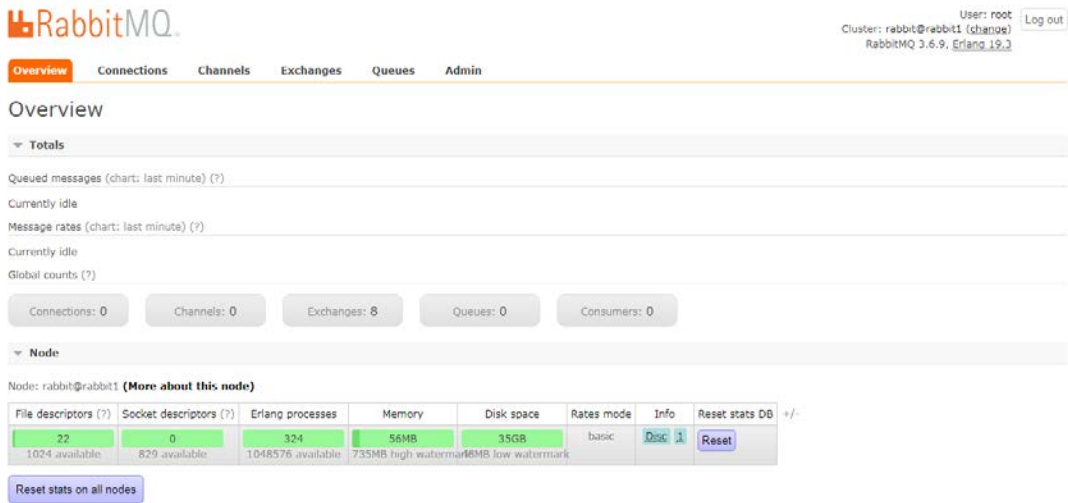 RabbitMQ
User: root
Log out
Cluster: rabbit@rabbit1 (change)
RabbitMQ 3.6.9, Erlang 19.3
Overview Connections Channels Exchanges Queues Admin
Overview
Totals
Queued messages (chart: last minute) (?)
Currently idle
Message rates (chart: last minute) (?)
Currently idle
Global counts (?)
Connections: 0 Channels: 0 Exchanges: 8 Queues: 0 Consumers: 0
Node
Node: rabbit@rabbit1 (More about this node)
File descriptors (?) Socket descriptors (?) Erlang processes Memory Disk space Rates mode Info Reset stats DB +/-
22 0 324 56MB 35GB basic Disc 1 Reset
1024 available 829 available 1048576 available 735MB high watermark 48MB low watermark
Reset stats on all nodes